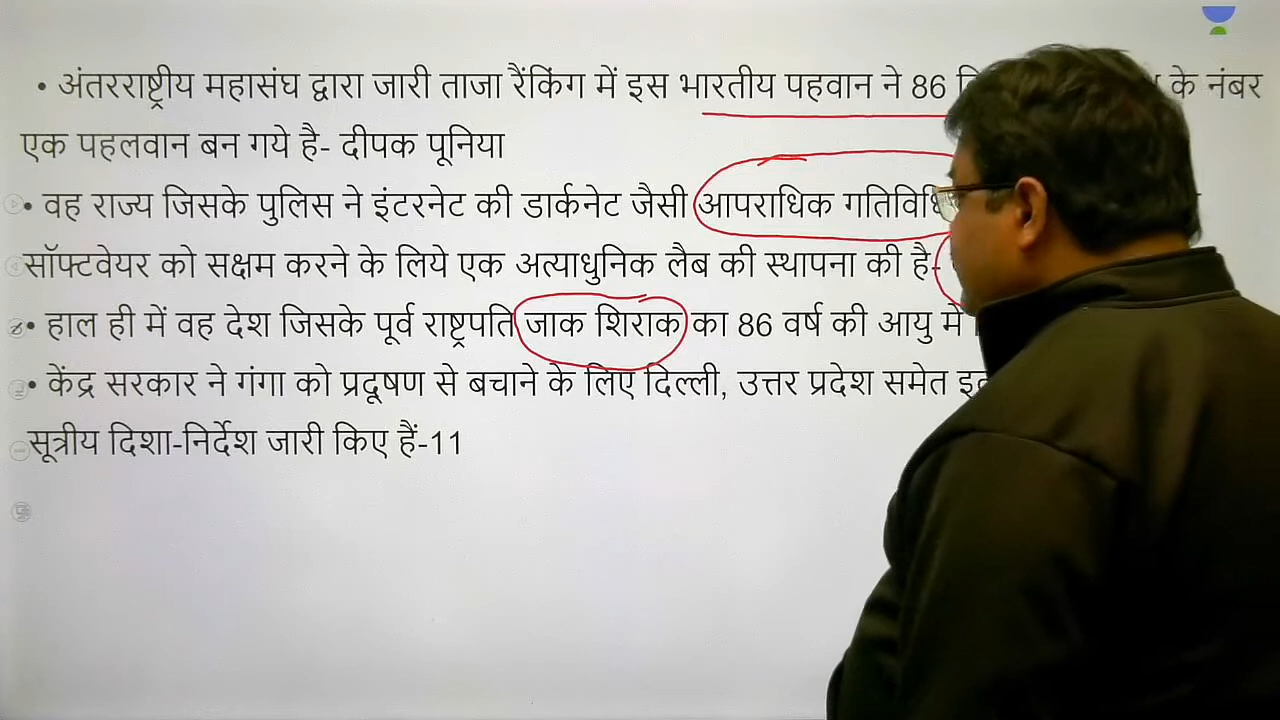 • अंतरराष्ट्रीय महासंघ द्वारा जारी ताजा रैंकिंग में इस भारतीय पहवान ने 86 के नंबर
एक पहलवान बन गये है- दीपक पूनिया
• वह राज्य जिसके पुलिस ने इंटरनेट की डार्कनेट जैसी आपराधिक
सॉफ्टवेयर को सक्षम करने के लिये एक अत्याधुनिक लैब की स्थापना की है-
• हाल ही में वह देश जिसके पूर्व राष्ट्रपति जाक शिराक का 86 वर्ष की आयु में
• केंद्र सरकार ने गंगा को प्रदूषण से बचाने के लिए दिल्ली, उत्तर प्रदेश समेत
सूत्रीय दिशा-निर्देश जारी किए हैं-11